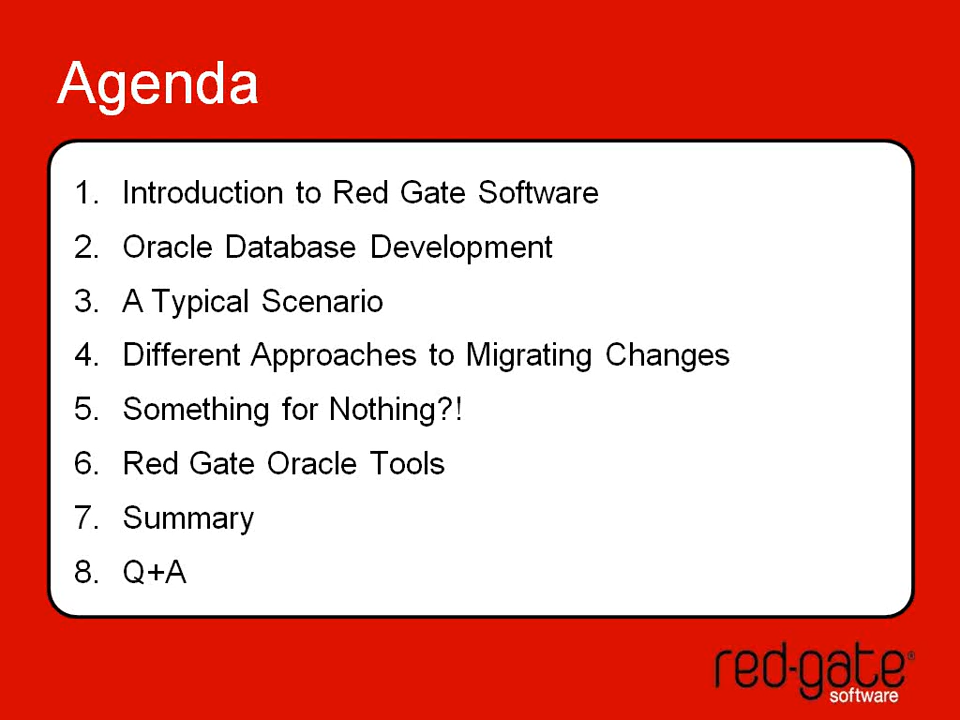 Agenda
1. Introduction to Red Gate Software
2. Oracle Database Development
3. A Typical Scenario
4. Different Approaches to Migrating Changes
5. Something for Nothing?!
6. Red Gate Oracle Tools
7. Summary
8. Q+A
red-gate®
software